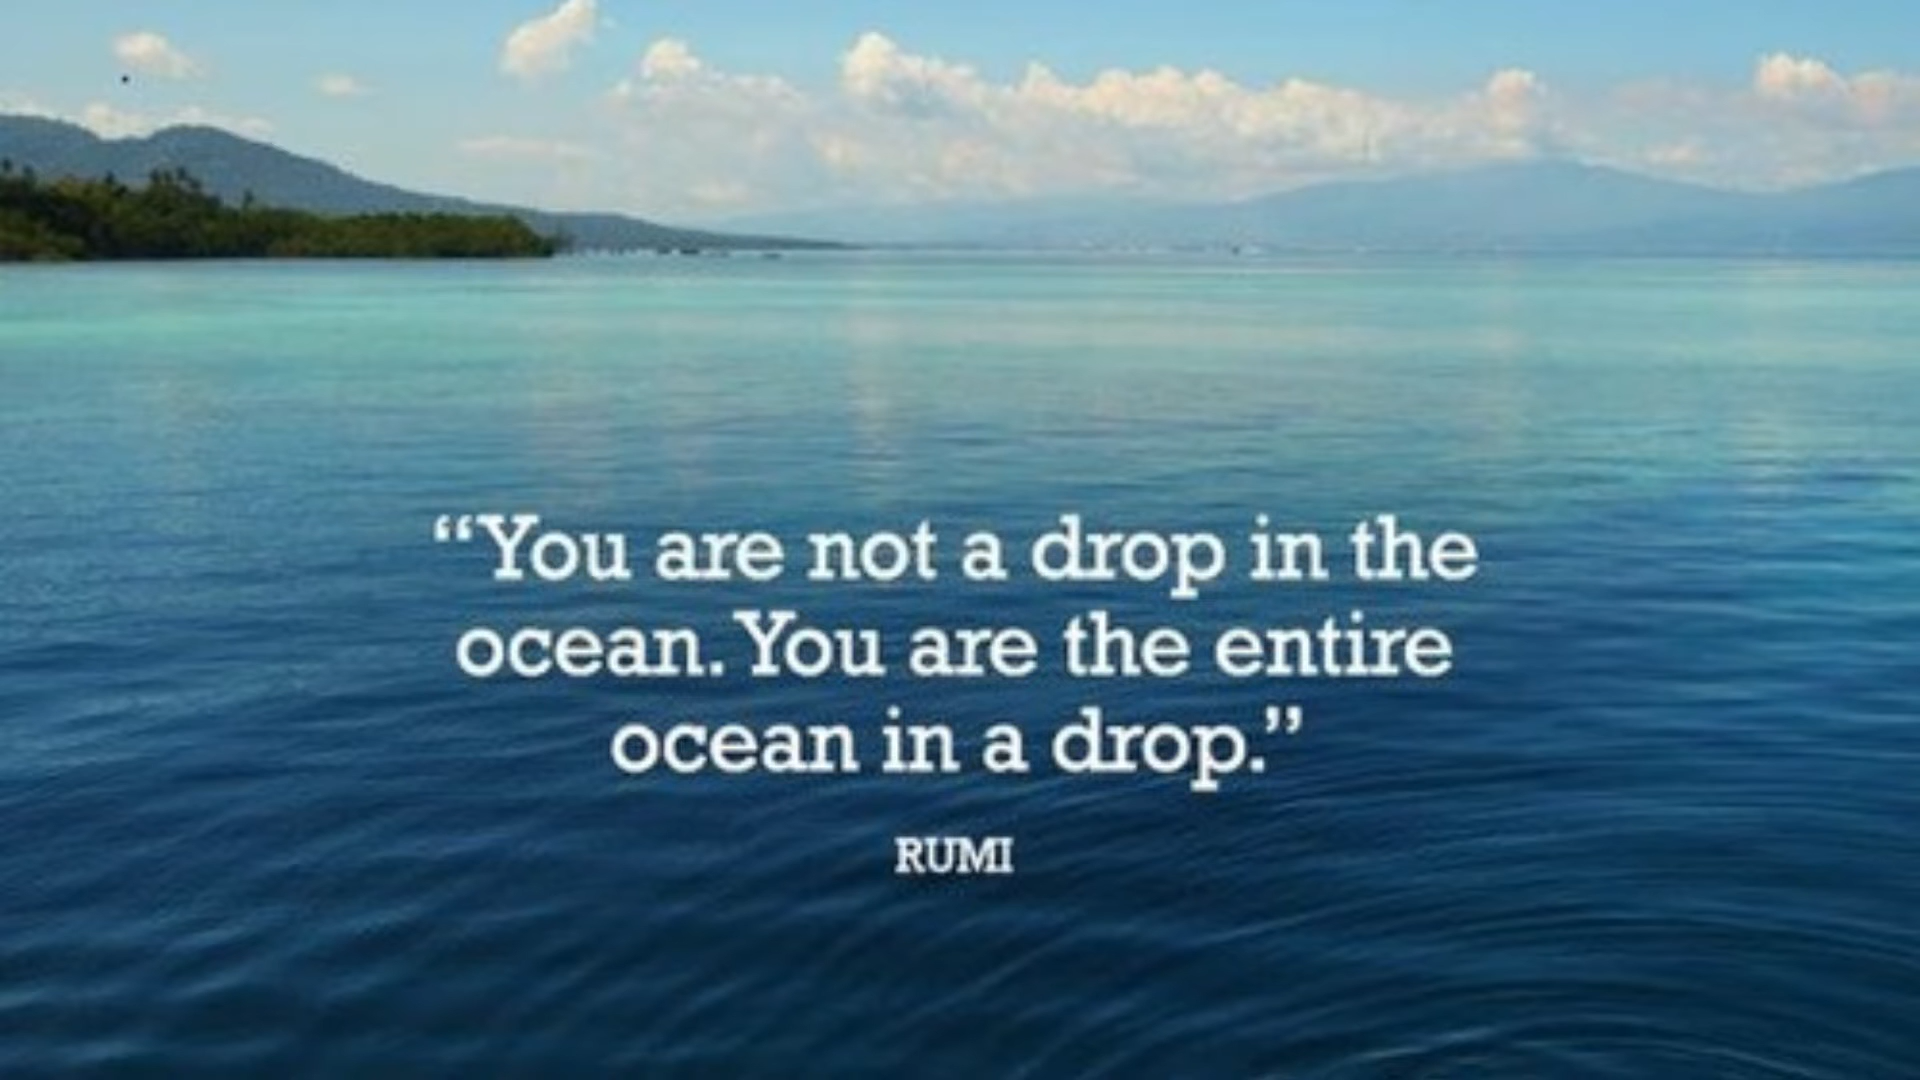 “You are not a drop in the
ocean. You are the entire
ocean in a drop.”
RUMI